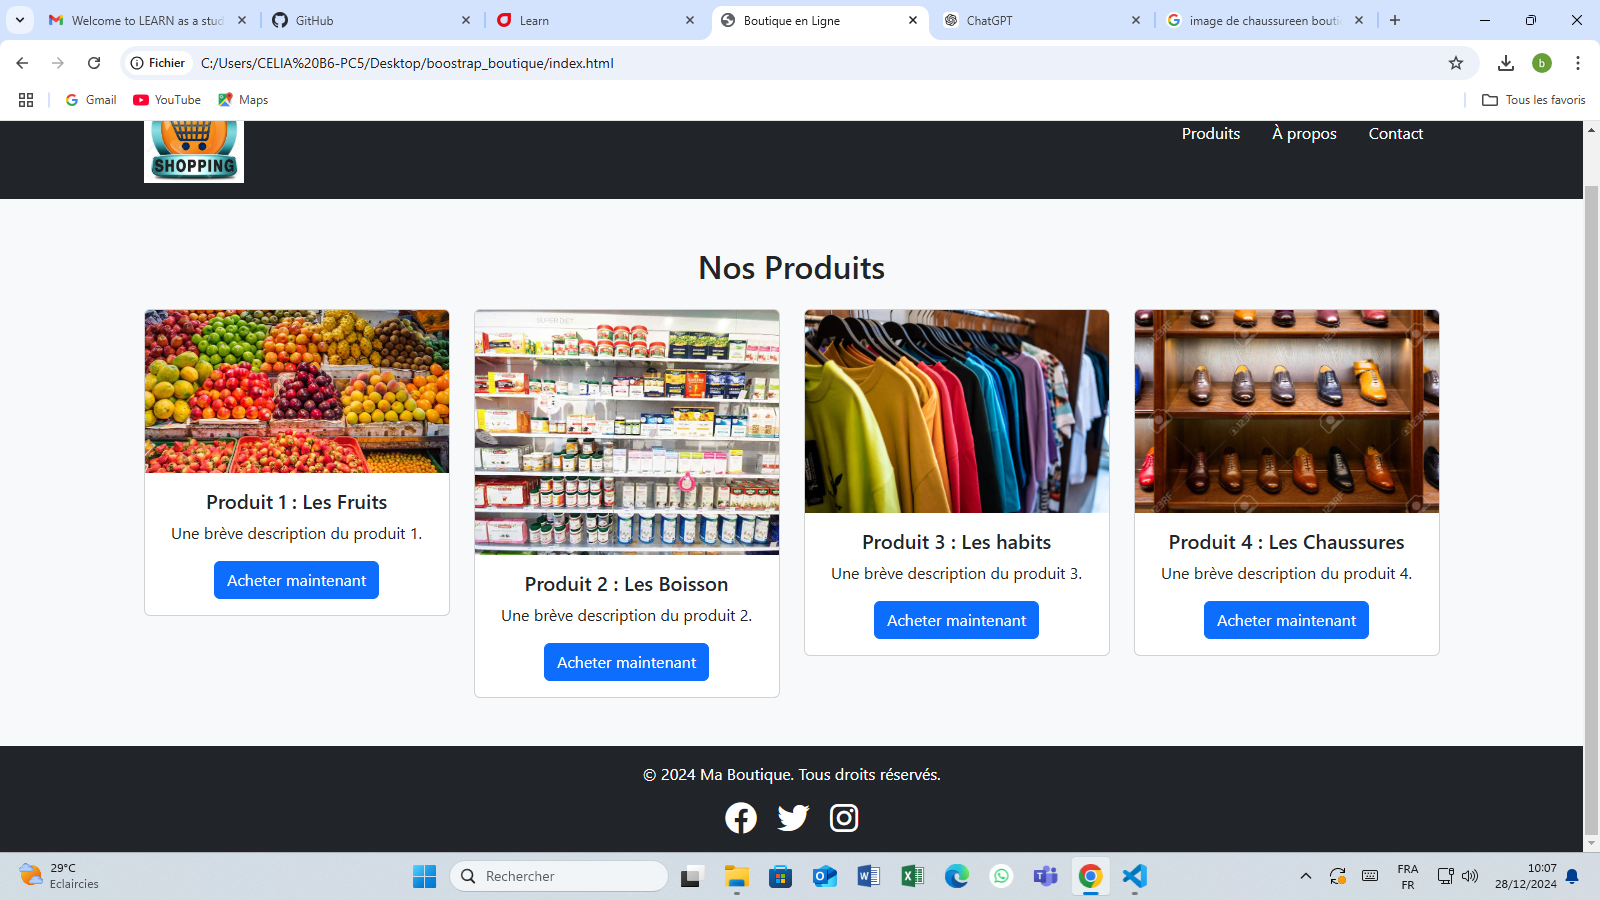 Welcome to LEARN as a stud
GitHub
Learn
Boutique en Ligne
ChatGPT
image de chaussureen bouti
Fichier
C:/Users/CELIA%20B6-PC5/Desktop/boostrap_boutique/index.html
b
Gmail
YouTube
Maps
Tous les favoris
SHOPPING
Produits
À propos
Contact
Nos Produits
SUPER DIET
123RF
Produit 1 : Les Fruits
Une brève description du produit 1.
Acheter maintenant
Produit 2 : Les Boisson
Une brève description du produit 2.
Acheter maintenant
Produit 3 : Les habits
Une brève description du produit 3.
Acheter maintenant
Produit 4 : Les Chaussures
Une brève description du produit 4.
Acheter maintenant
© 2024 Ma Boutique. Tous droits réservés.
29°C
Eclaircies
Rechercher
FRA
FR
10:07
28/12/2024